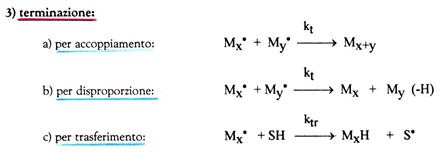 3) terminazione:
a) per accoppiamento: Mx• + My• kt → Mx+y
b) per disproporzione: Mx• + My• kt → Mx + My (-H)
c) per trasferimento: Mx• + SH ktr → MxH + S•